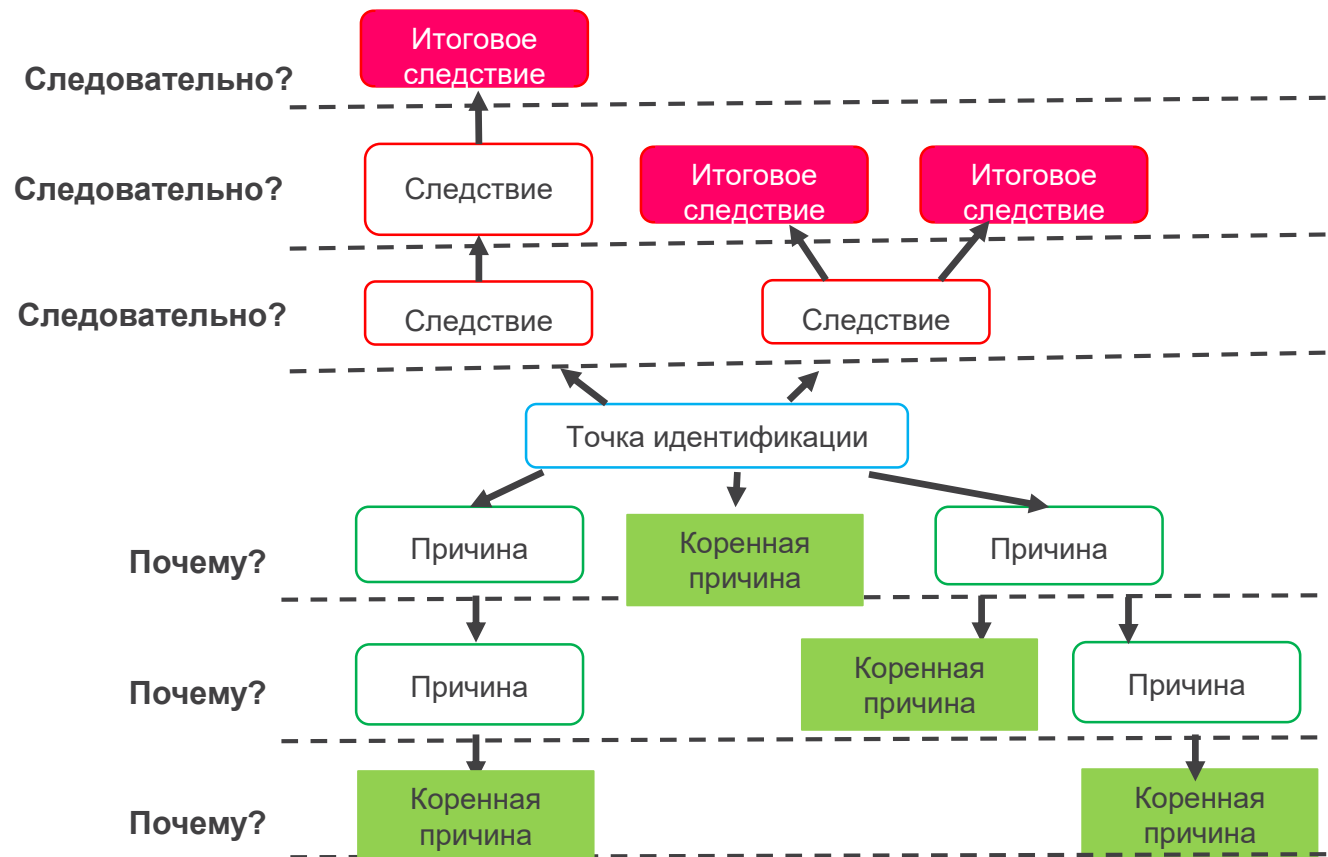 Итоговое
следствие
Следовательно?
Следовательно?
Следствие
Итоговое
следствие
Итоговое
следствие
Следовательно?
Следствие
Следствие
Точка идентификации
Почему?
Причина
Коренная
причина
Причина
Почему?
Причина
Коренная
причина
Причина
Почему?
Коренная
причина
Коренная
причина